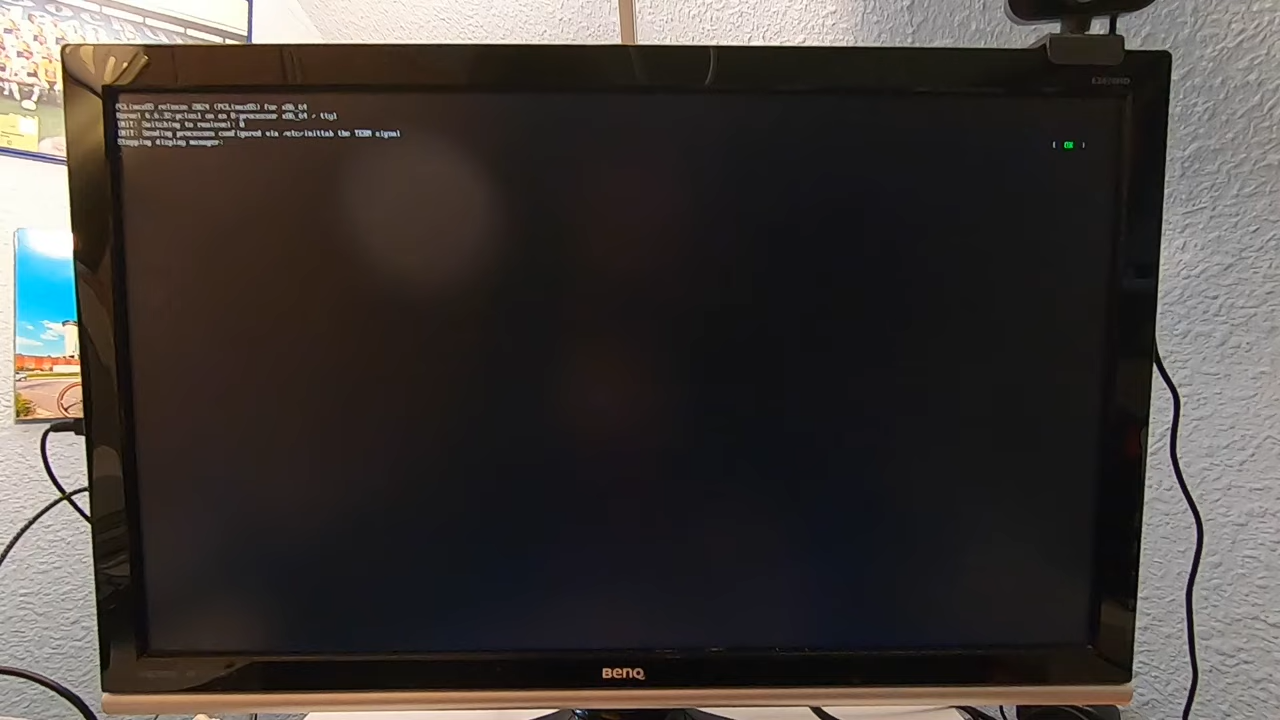 PCLinuxOS release 2024 (PCLinuxOS) for x86_64
Kernel 6.6.32-pclos1 on an 8-processor x86_64 / tty1
INIT: Switching to runlevel: 0
INIT: Sending processes configured via /etc/inittab the TERM signal
Stopping display manager: [ OK ]
BenQ